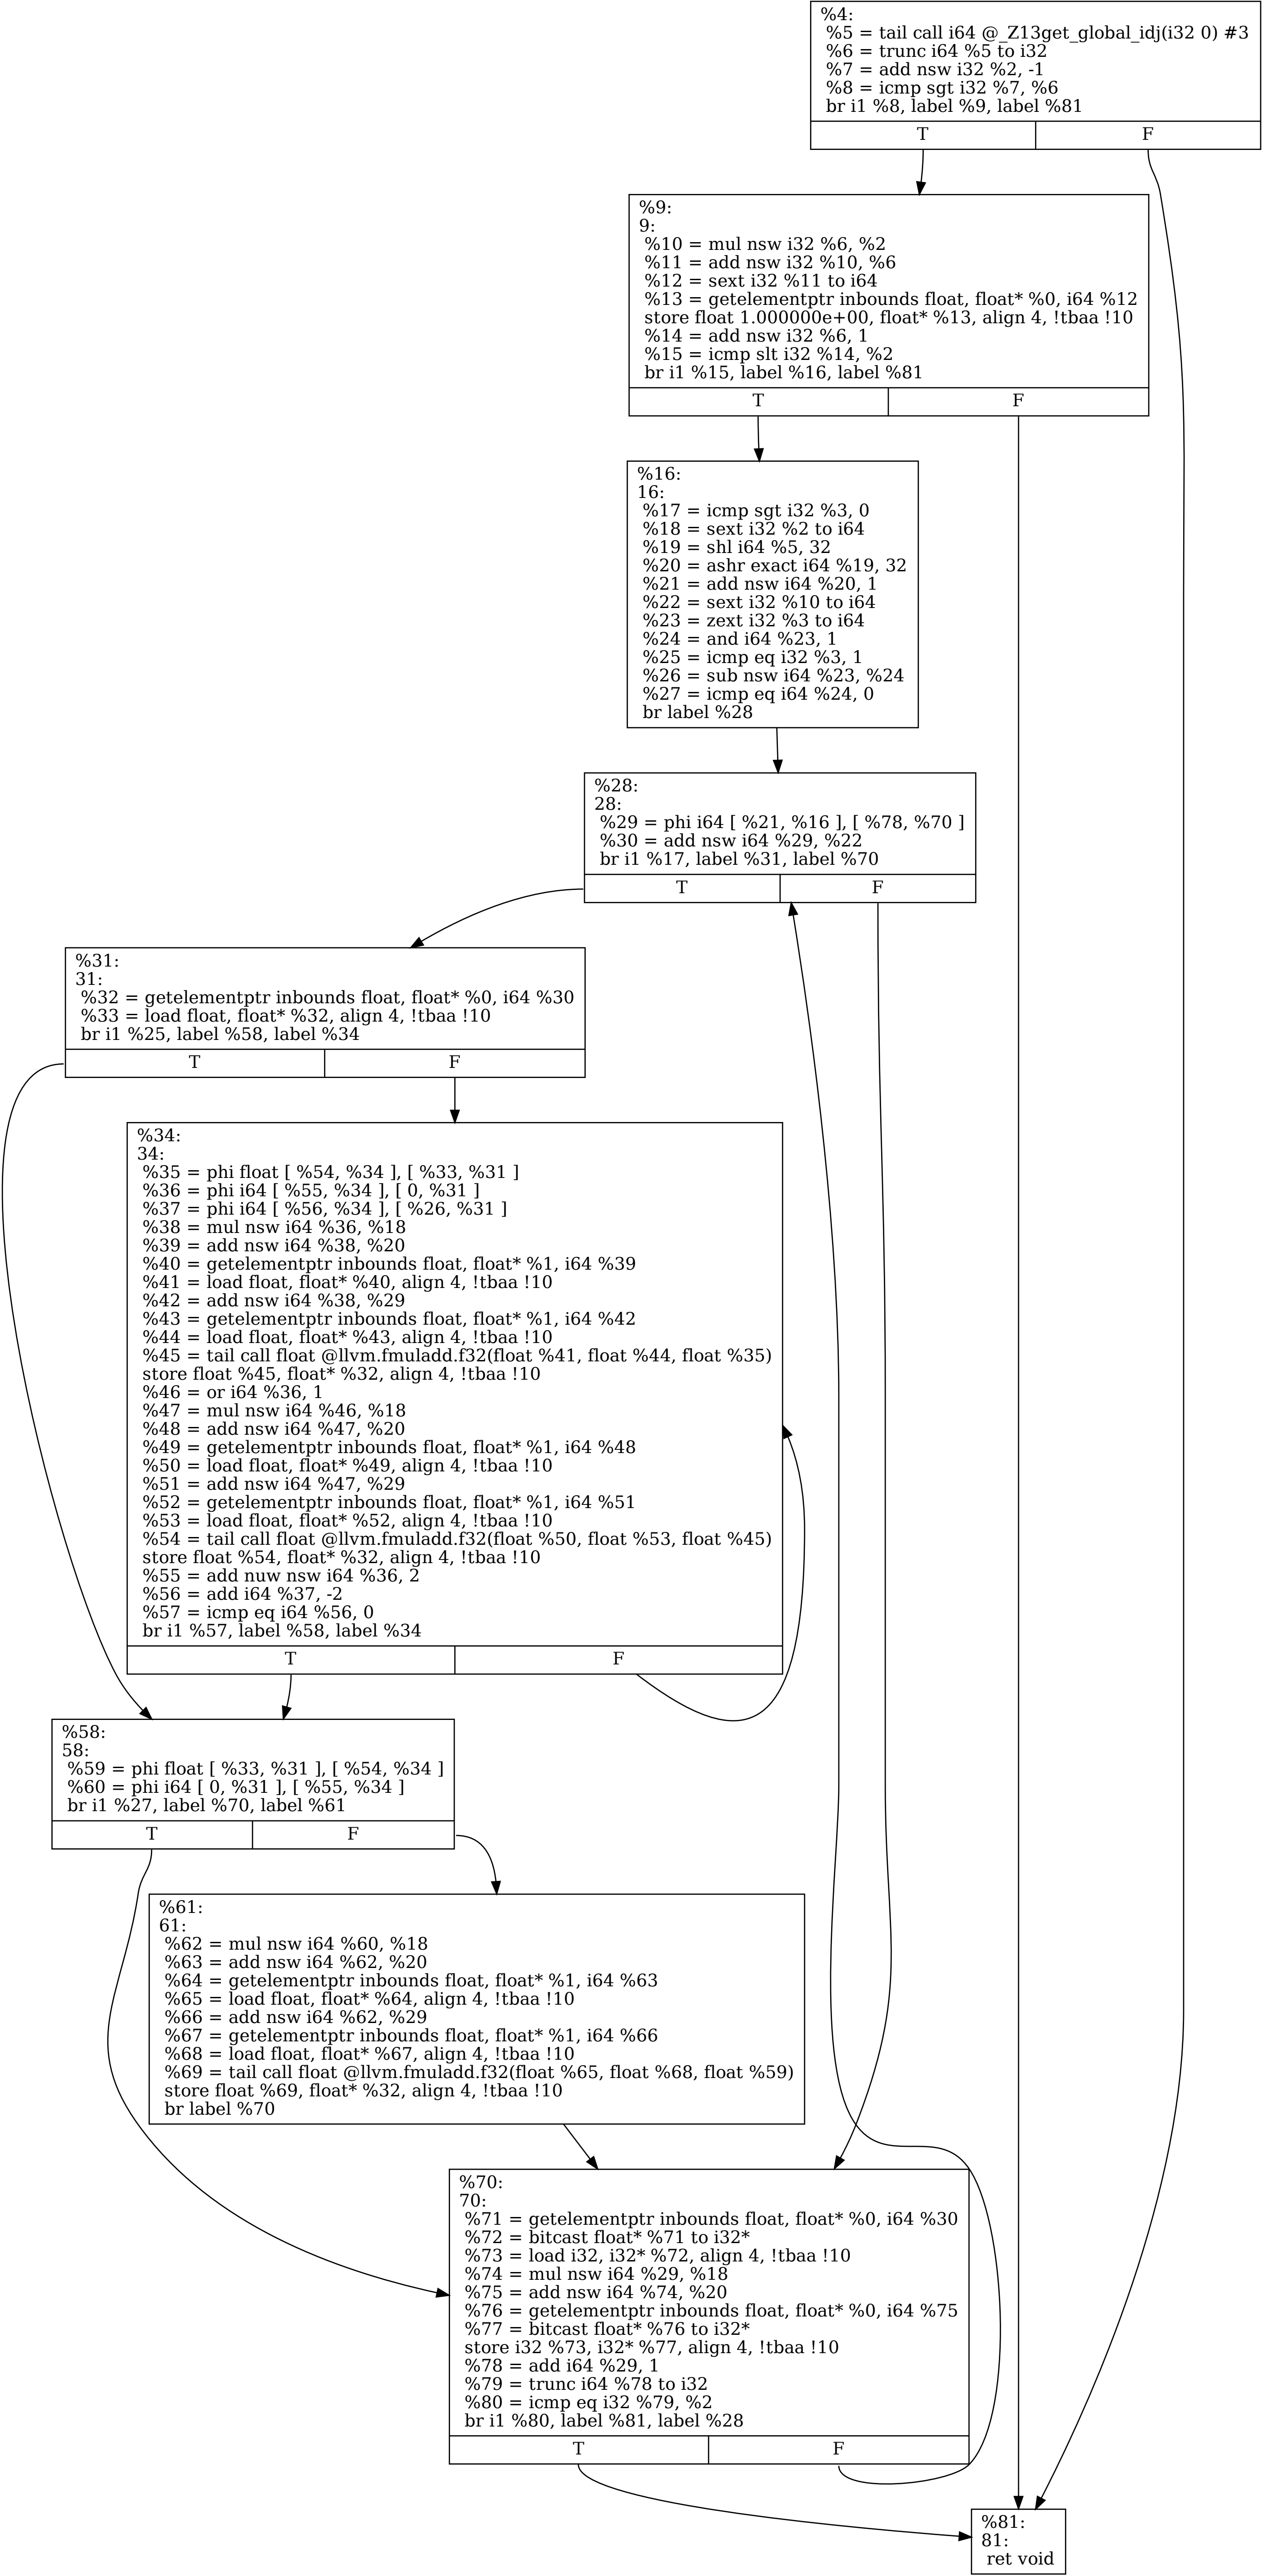 %4:
%5 = tail call i64 @_Z13get_global_idj(i32 0) #3
%6 = trunc i64 %5 to i32
%7 = add nsw i32 %2, -1
%8 = icmp sgt i32 %7, %6
br i1 %8, label %9, label %81
T F
%9:
9:
%10 = mul nsw i32 %6, %2
%11 = add nsw i32 %10, %6
%12 = sext i32 %11 to i64
%13 = getelementptr inbounds float, float* %0, i64 %12
store float 1.000000e+00, float* %13, align 4, !tbaa !10
%14 = add nsw i32 %6, 1
%15 = icmp slt i32 %14, %2
br i1 %15, label %16, label %81
T F
%16:
16:
%17 = icmp sgt i32 %3, 0
%18 = sext i32 %2 to i64
%19 = shl i64 %5, 32
%20 = ashr exact i64 %19, 32
%21 = add nsw i64 %20, 1
%22 = sext i32 %10 to i64
%23 = zext i32 %3 to i64
%24 = and i64 %23, 1
%25 = icmp eq i32 %3, 1
%26 = sub nsw i64 %23, %24
%27 = icmp eq i64 %24, 0
br label %28
%28:
28:
%29 = phi i64 [ %21, %16 ], [ %78, %70 ]
%30 = add nsw i64 %29, %22
br i1 %17, label %31, label %70
T F
%31:
31:
%32 = getelementptr inbounds float, float* %0, i64 %30
%33 = load float, float* %32, align 4, !tbaa !10
br i1 %25, label %58, label %34
T F
%34:
34:
%35 = phi float [ %54, %34 ], [ %33, %31 ]
%36 = phi i64 [ %55, %34 ], [ 0, %31 ]
%37 = phi i64 [ %56, %34 ], [ %26, %31 ]
%38 = mul nsw i64 %36, %18
%39 = add nsw i64 %38, %20
%40 = getelementptr inbounds float, float* %1, i64 %39
%41 = load float, float* %40, align 4, !tbaa !10
%42 = add nsw i64 %38, %29
%43 = getelementptr inbounds float, float* %1, i64 %42
%44 = load float, float* %43, align 4, !tbaa !10
%45 = tail call float @llvm.fmuladd.f32(float %41, float %44, float %35)
store float %45, float* %32, align 4, !tbaa !10
%46 = or i64 %36, 1
%47 = mul nsw i64 %46, %18
%48 = add nsw i64 %47, %20
%49 = getelementptr inbounds float, float* %1, i64 %48
%50 = load float, float* %49, align 4, !tbaa !10
%51 = add nsw i64 %47, %29
%52 = getelementptr inbounds float, float* %1, i64 %51
%53 = load float, float* %52, align 4, !tbaa !10
%54 = tail call float @llvm.fmuladd.f32(float %50, float %53, float %45)
store float %54, float* %32, align 4, !tbaa !10
%55 = add nuw nsw i64 %36, 2
%56 = add i64 %37, -2
%57 = icmp eq i64 %56, 0
br i1 %57, label %58, label %34
T F
%58:
58:
%59 = phi float [ %33, %31 ], [ %54, %34 ]
%60 = phi i64 [ 0, %31 ], [ %55, %34 ]
br i1 %27, label %70, label %61
T F
%61:
61:
%62 = mul nsw i64 %60, %18
%63 = add nsw i64 %62, %20
%64 = getelementptr inbounds float, float* %1, i64 %63
%65 = load float, float* %64, align 4, !tbaa !10
%66 = add nsw i64 %62, %29
%67 = getelementptr inbounds float, float* %1, i64 %66
%68 = load float, float* %67, align 4, !tbaa !10
%69 = tail call float @llvm.fmuladd.f32(float %65, float %68, float %59)
store float %69, float* %32, align 4, !tbaa !10
br label %70
%70:
70:
%71 = getelementptr inbounds float, float* %0, i64 %30
%72 = bitcast float* %71 to i32*
%73 = load i32, i32* %72, align 4, !tbaa !10
%74 = mul nsw i64 %29, %18
%75 = add nsw i64 %74, %20
%76 = getelementptr inbounds float, float* %0, i64 %75
%77 = bitcast float* %76 to i32*
store i32 %73, i32* %77, align 4, !tbaa !10
%78 = add i64 %29, 1
%79 = trunc i64 %78 to i32
%80 = icmp eq i32 %79, %2
br i1 %80, label %81, label %28
T F
%81:
81:
ret void